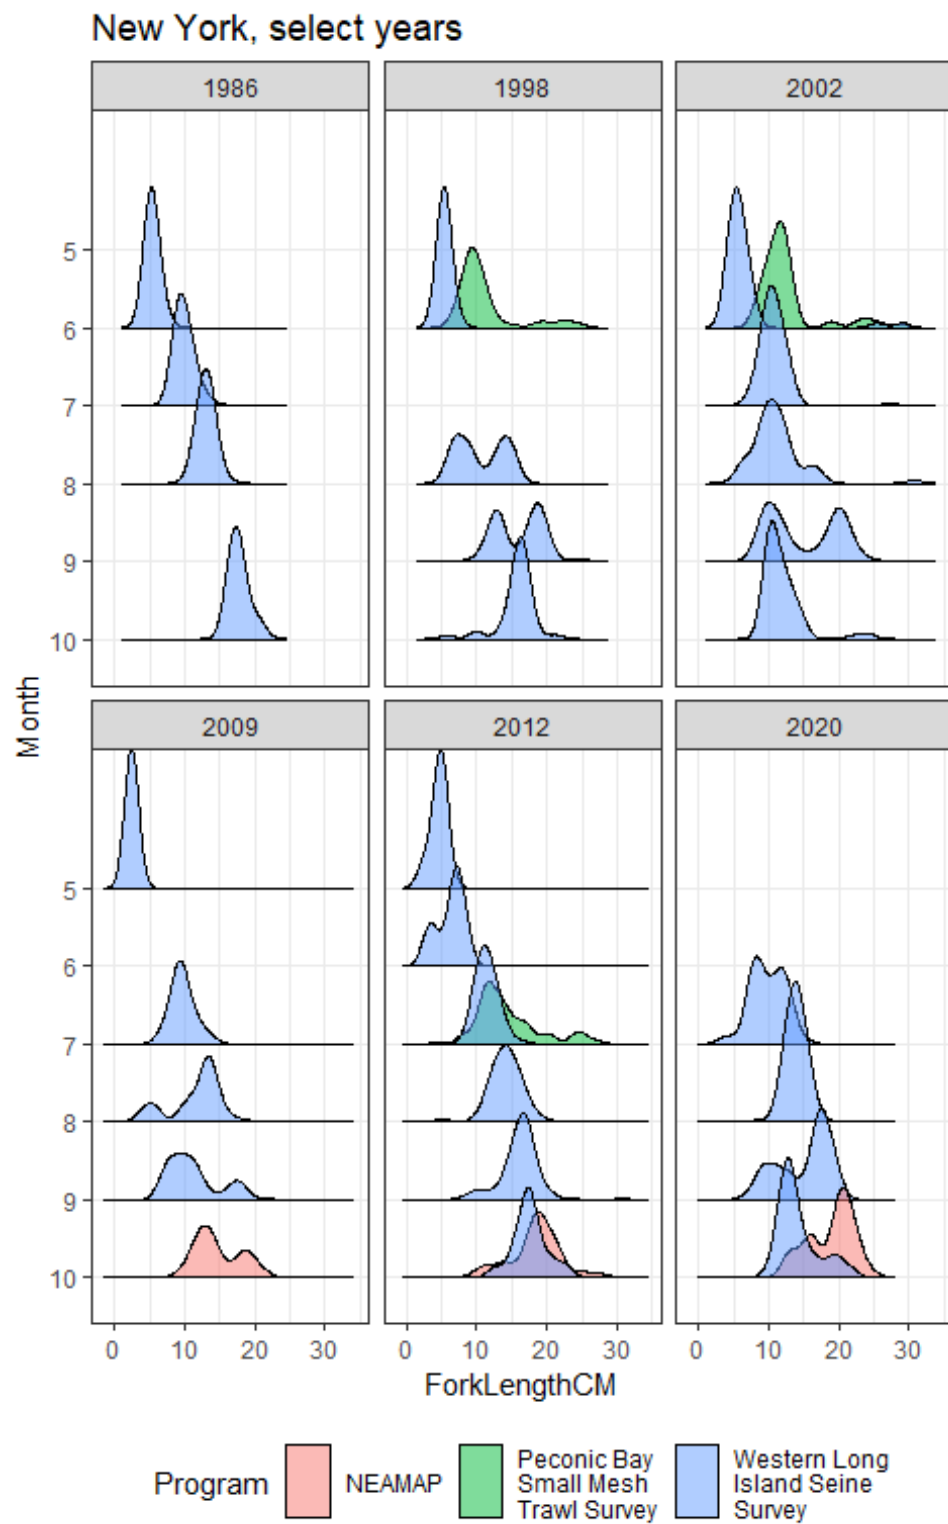 New York, select years
1986 1998 2002
5
6
7
8
9
10
Month
2009 2012 2020
5
6
7
8
9
10
0 10 20 30 0 10 20 30 0 10 20 30
ForkLengthCM
Program
NEAMAP
Peconic Bay
Small Mesh
Trawl Survey
Western Long
Island Seine
Survey